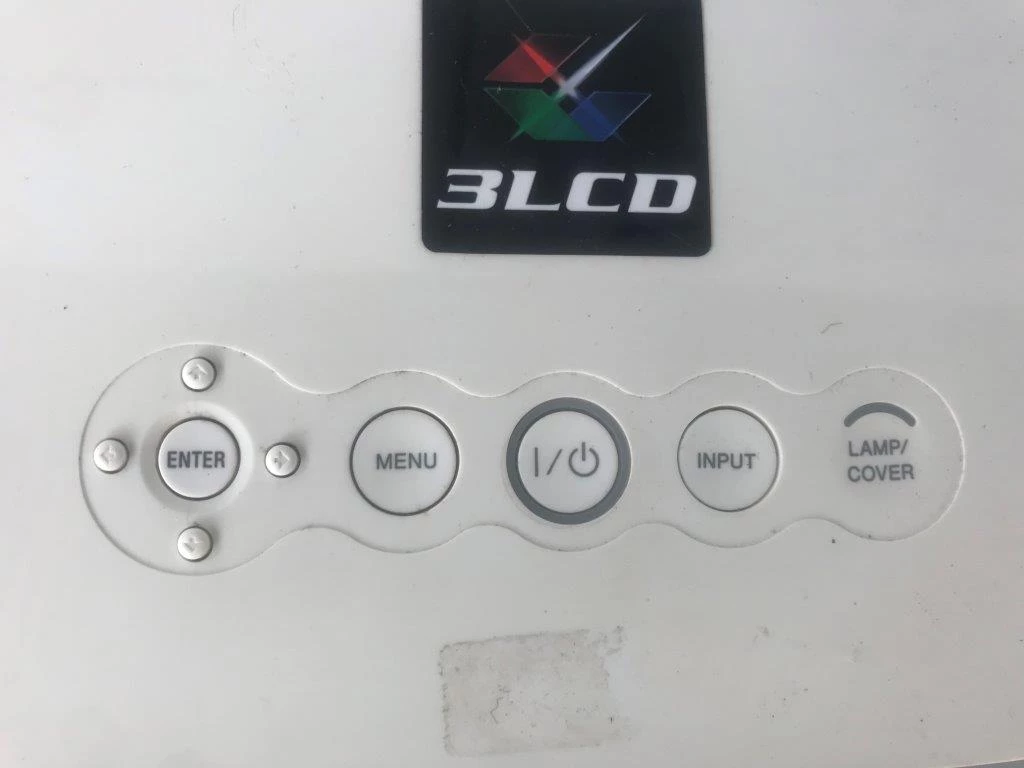 3LCD
ENTER
MENU
I/⏻
INPUT
LAMP/
COVER